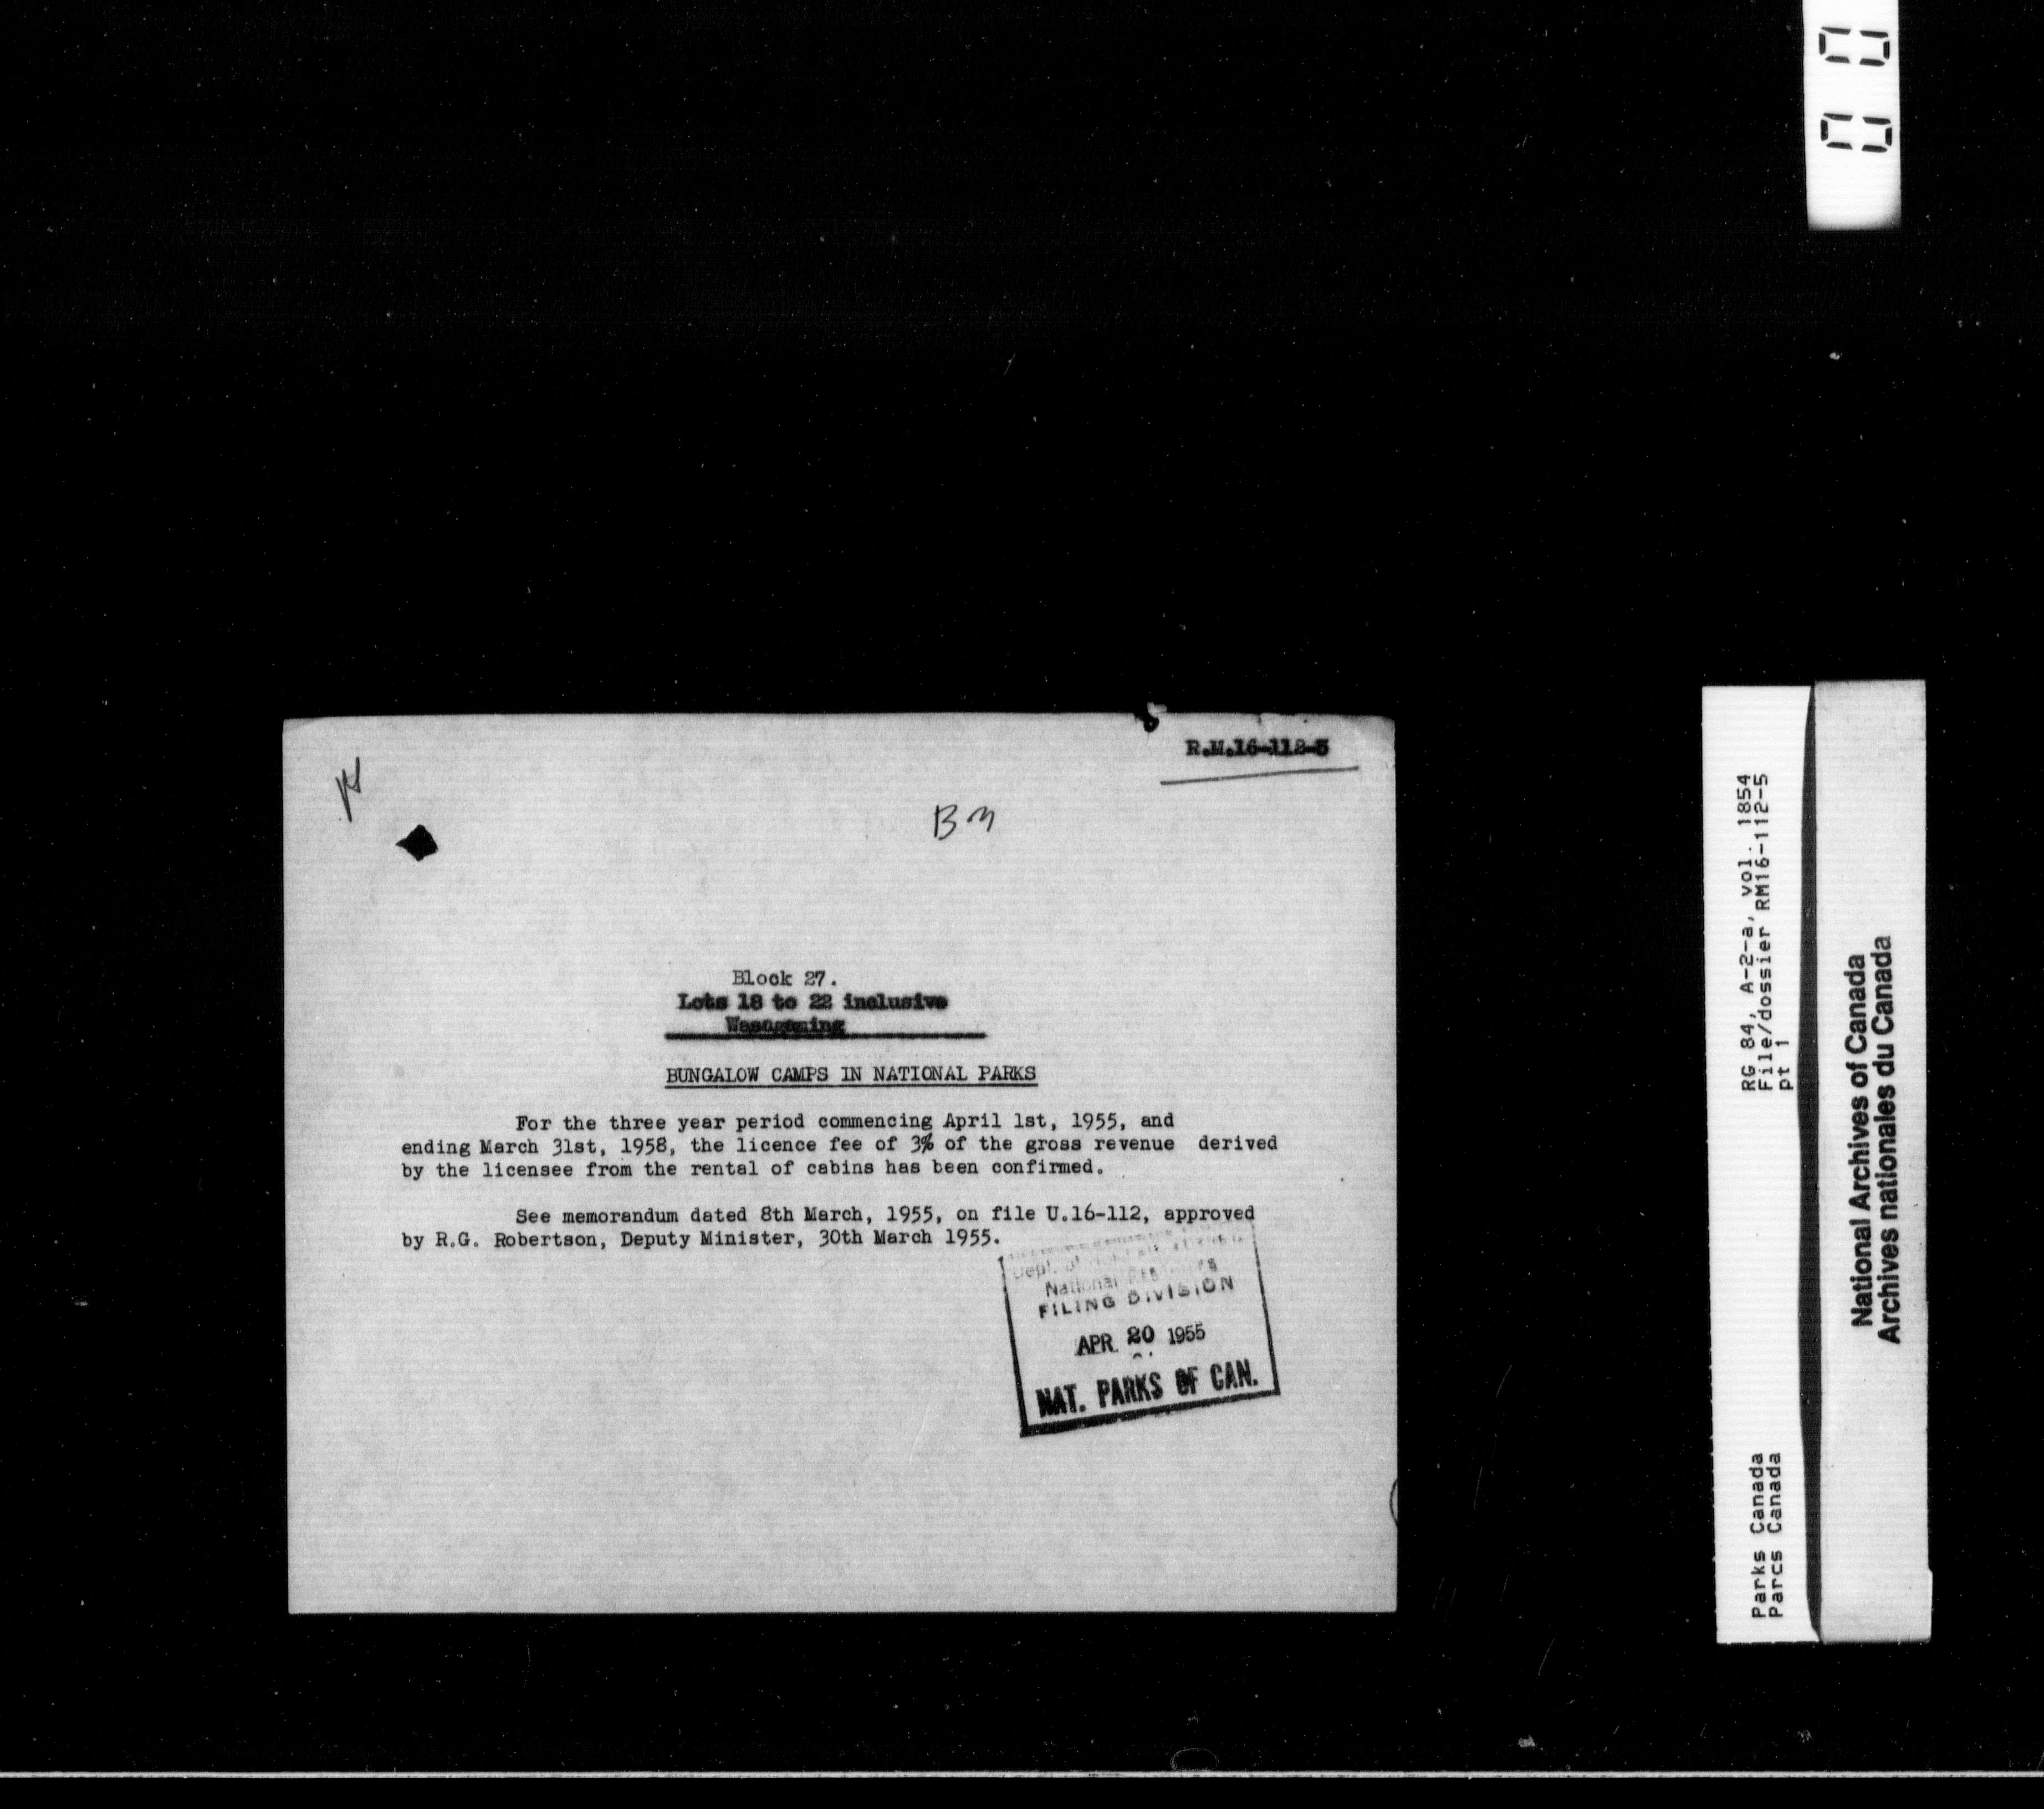 R.M.16-112-5
B M
Block 27.
Lots 18 to 22 inclusive
Wasagaming
BUNGALOW CAMPS IN NATIONAL PARKS
For the three year period commencing April 1st, 1955, and
ending March 31st, 1958, the licence fee of 3% of the gross revenue derived
by the licensee from the rental of cabins has been confirmed.
See memorandum dated 8th March, 1955, on file U.16-112, approved
by R.G. Robertson, Deputy Minister, 30th March 1955.
Dept. of
National
FILING DIVISION
APR. 20 1955
NAT. PARKS OF CAN.
RG 84, A-2-a, vol. 1854
File/dossier RM16-112-5
pt 1
Parks Canada
Parcs Canada
National Archives of Canada
Archives nationales du Canada
00